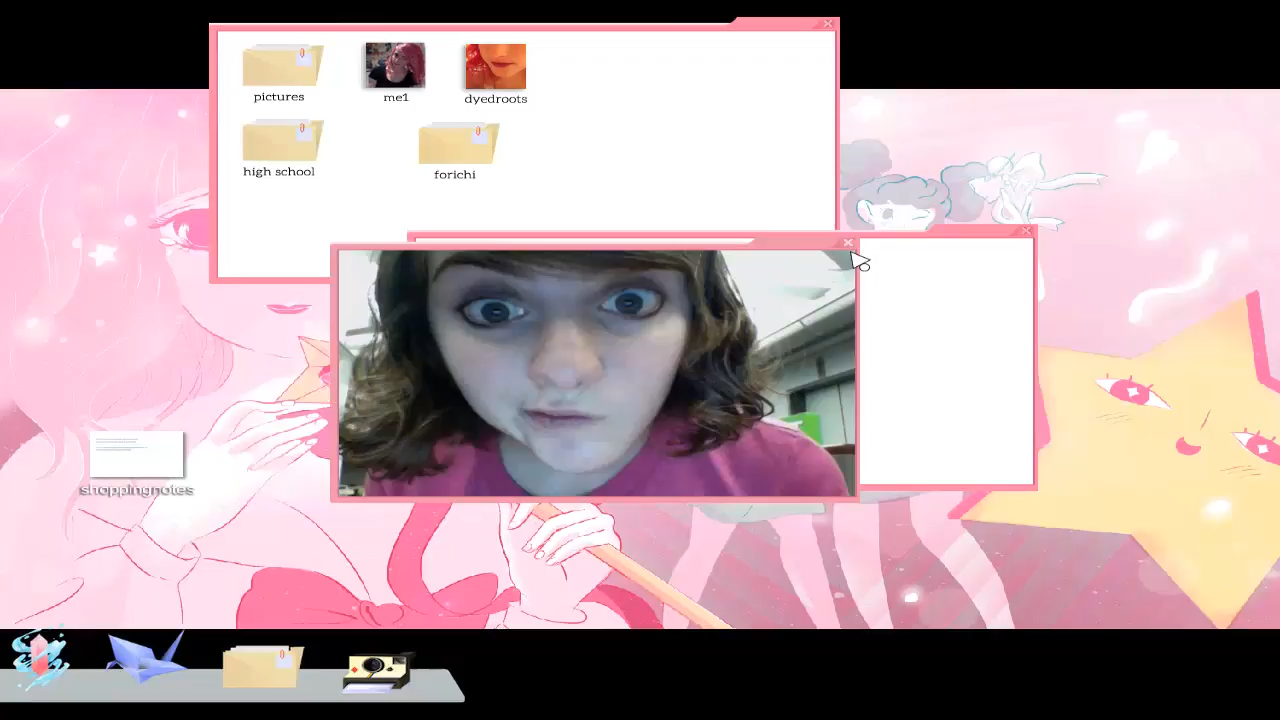 pictures
me1
dyedroots
high school
forichi
shoppingnotes